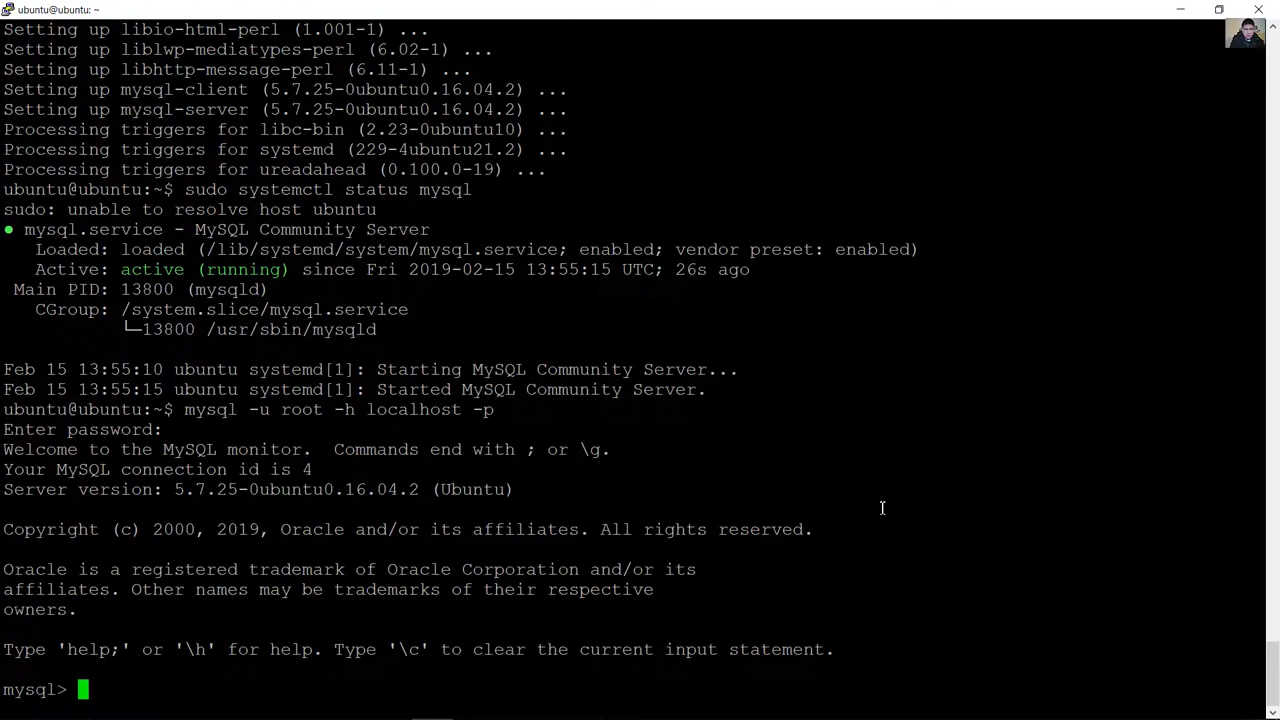 ubuntu@ubuntu: ~
Setting up libio-html-perl (1.001-1) ...
Setting up liblwp-mediatypes-perl (6.02-1) ...
Setting up libhttp-message-perl (6.11-1) ...
Setting up mysql-client (5.7.25-0ubuntu0.16.04.2) ...
Setting up mysql-server (5.7.25-0ubuntu0.16.04.2) ...
Processing triggers for libc-bin (2.23-0ubuntu10) ...
Processing triggers for systemd (229-4ubuntu21.2) ...
Processing triggers for ureadahead (0.100.0-19) ...
ubuntu@ubuntu:~$ sudo systemctl status mysql
sudo: unable to resolve host ubuntu
● mysql.service - MySQL Community Server
   Loaded: loaded (/lib/systemd/system/mysql.service; enabled; vendor preset: enabled)
   Active: active (running) since Fri 2019-02-15 13:55:15 UTC; 26s ago
 Main PID: 13800 (mysqld)
   CGroup: /system.slice/mysql.service
           └─13800 /usr/sbin/mysqld
Feb 15 13:55:10 ubuntu systemd[1]: Starting MySQL Community Server...
Feb 15 13:55:15 ubuntu systemd[1]: Started MySQL Community Server.
ubuntu@ubuntu:~$ mysql -u root -h localhost -p
Enter password:
Welcome to the MySQL monitor.  Commands end with ; or \g.
Your MySQL connection id is 4
Server version: 5.7.25-0ubuntu0.16.04.2 (Ubuntu)
Copyright (c) 2000, 2019, Oracle and/or its affiliates. All rights reserved.
Oracle is a registered trademark of Oracle Corporation and/or its
affiliates. Other names may be trademarks of their respective
owners.
Type 'help;' or '\h' for help. Type '\c' to clear the current input statement.
mysql>